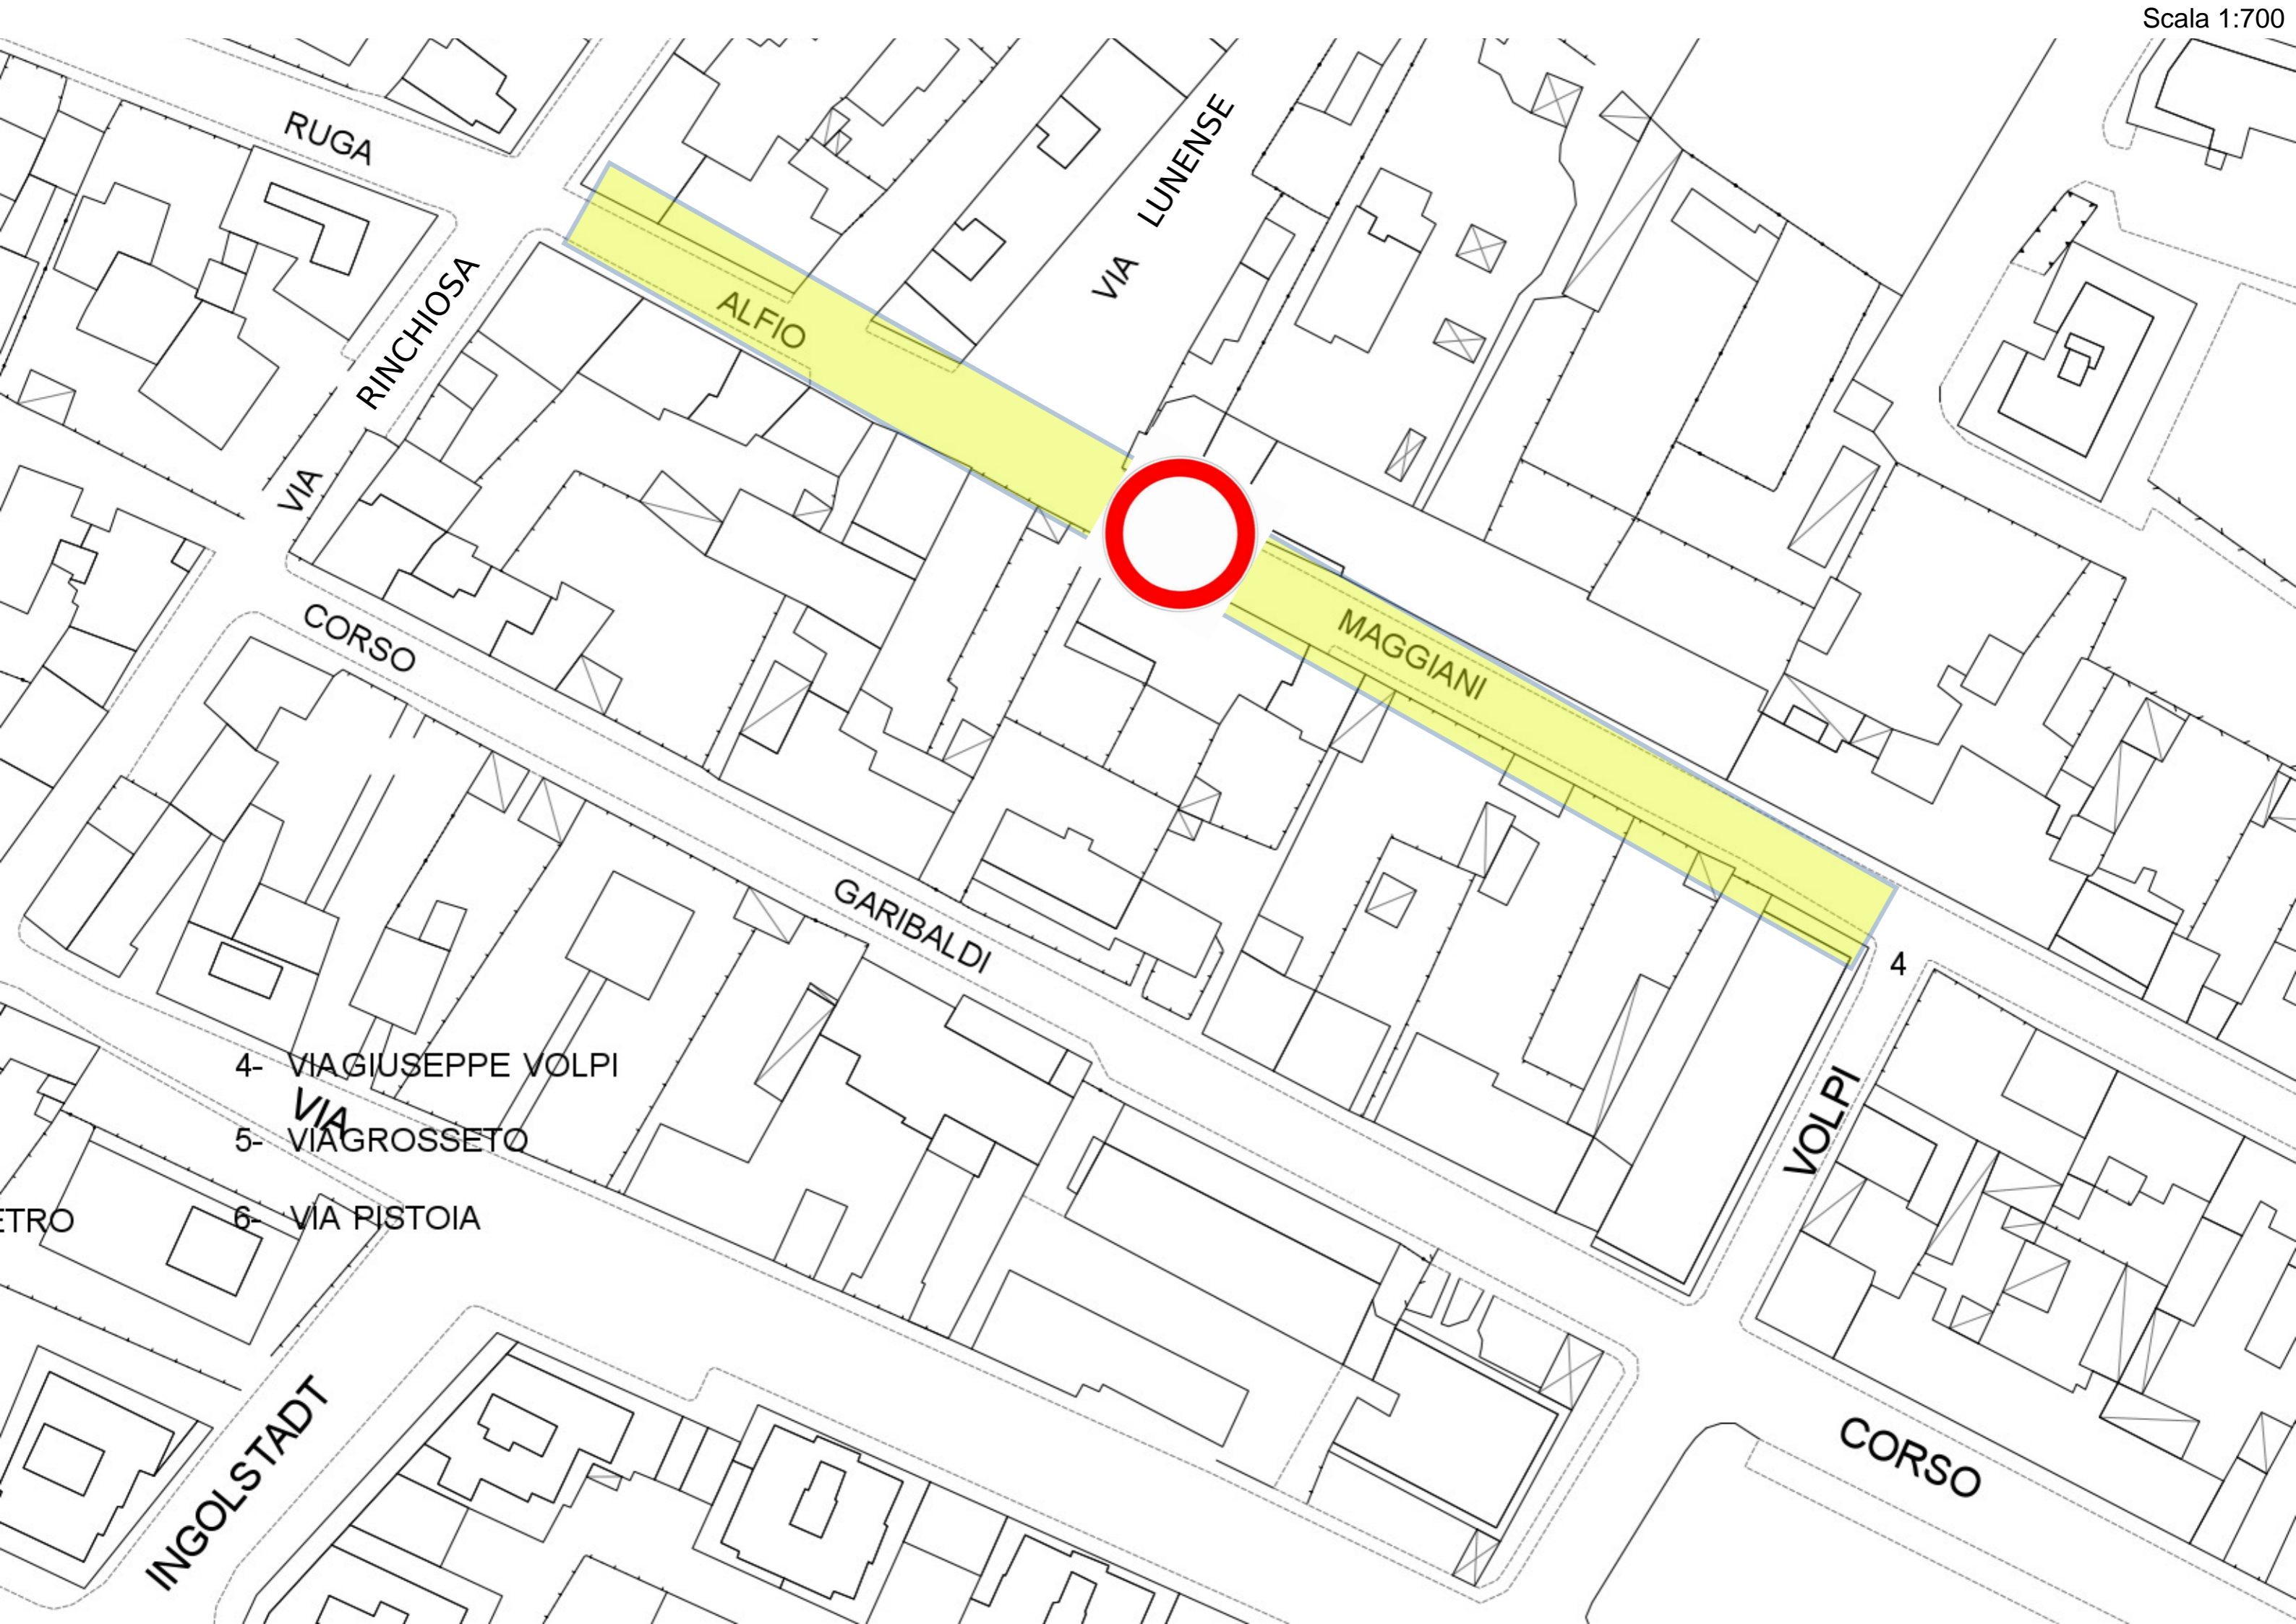 Scala 1:700
RUGA
VIA LUNENSE
VIA RINCHIOSA
ALFIO
MAGGIANI
CORSO
GARIBALDI
4
VOLPI
4- VIAGIUSEPPE VOLPI
VIA
5- VIAGROSSETO
6- VIA PISTOIA
ETRO
INGOLSTADT
CORSO